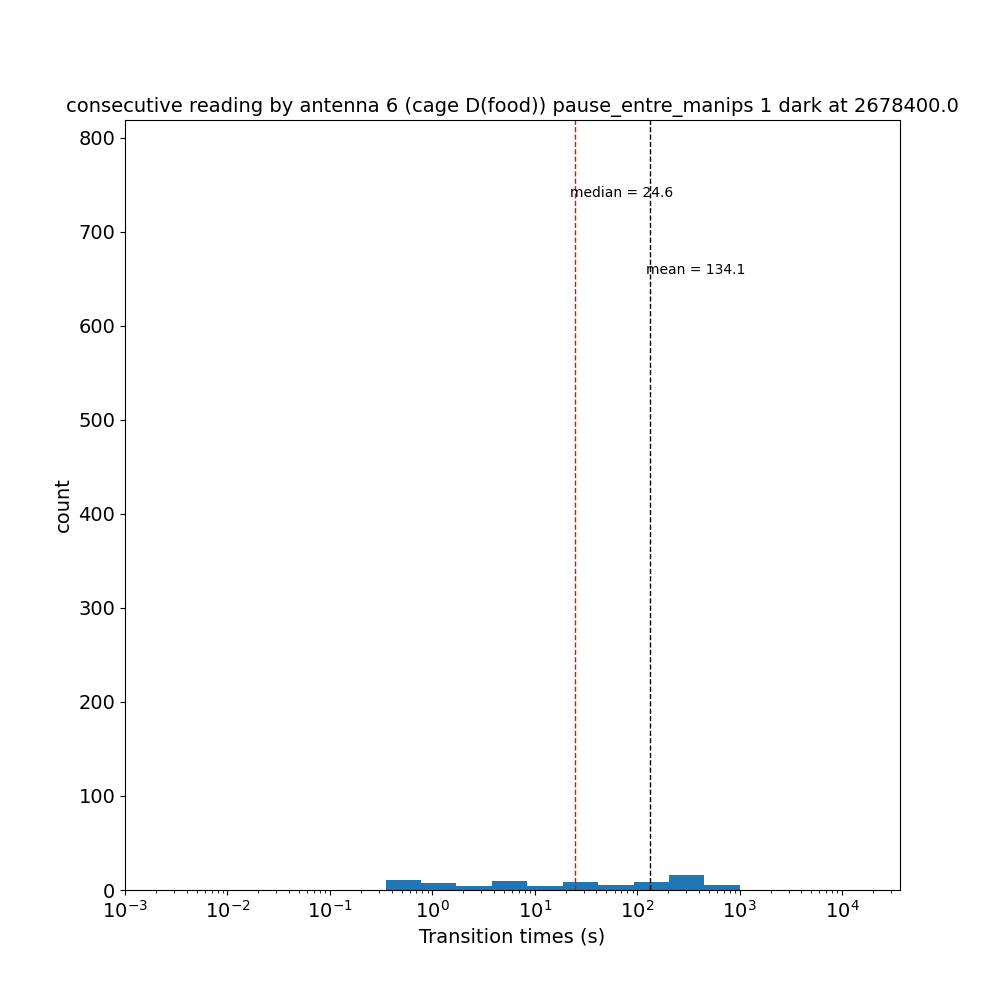 consecutive reading by antenna 6 (cage D(food)) pause_entre_manips 1 dark at 2678400.0
800
median = 24.6
700
mean = 134.1
600
500
400
count
300
200
100
0
10⁻³ 10⁻² 10⁻¹ 10⁰ 10¹ 10² 10³ 10⁴
Transition times (s)